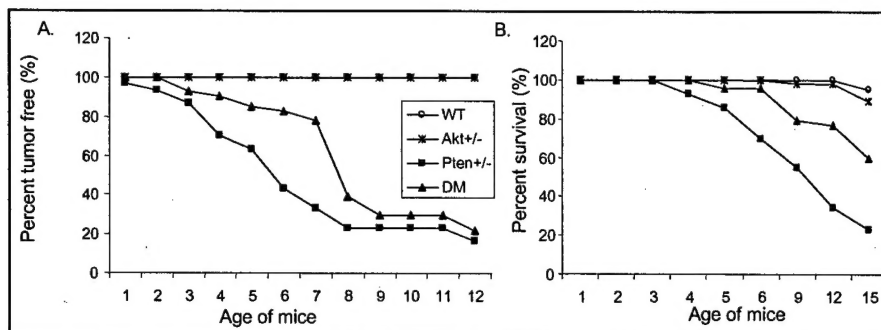 A.
Percent tumor free (%)
120
100
80
60
40
20
0
1 2 3 4 5 6 7 8 9 10 11 12
Age of mice
WT
Akt+/-
Pten+/-
DM
B.
Percent survival (%)
120
100
80
60
40
20
0
1 2 3 4 5 6 9 12 15
Age of mice